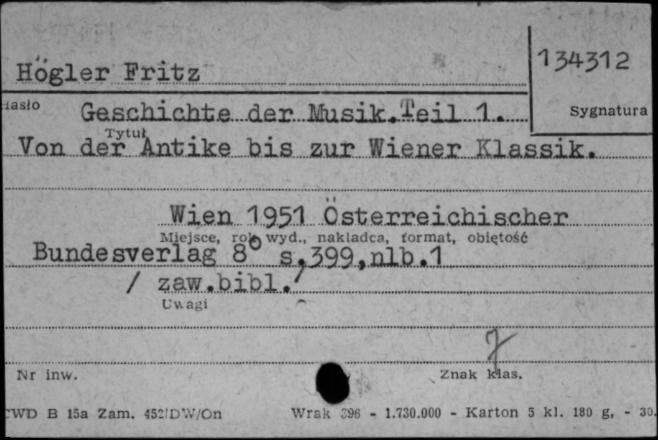 134312
Högler Fritz
Hasło Geschichte der Musik.Teil 1. Sygnatura
Tytuł
Von der Antike bis zur Wiener Klassik.
Wien 1951 Österreichischer
Miejsce, rok wyd., nakładca, format, objętość
Bundesverlag 8° s.399,nlb.1
/ zaw.bibl./
Uwagi
Nr inw. Znak klas.
CWD B 15a Zam. 452/DW/On Wrak 396 - 1.730.000 - Karton 5 kl. 180 g, - 30.